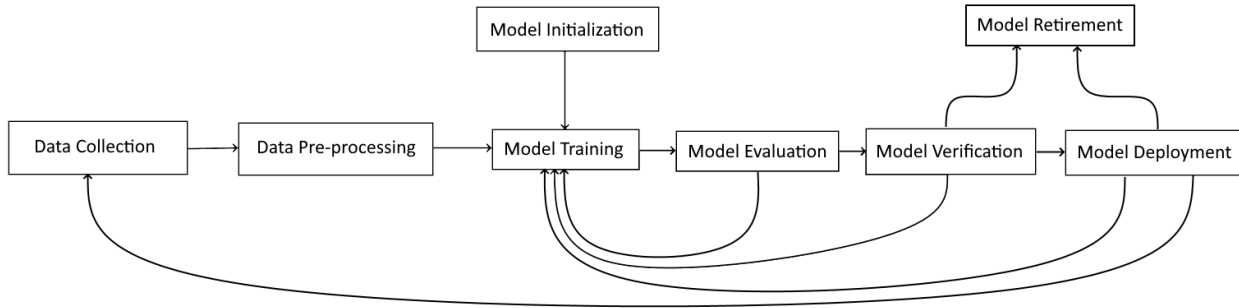 Model Initialization
Model Retirement
Data Collection
Data Pre-processing
Model Training
Model Evaluation
Model Verification
Model Deployment